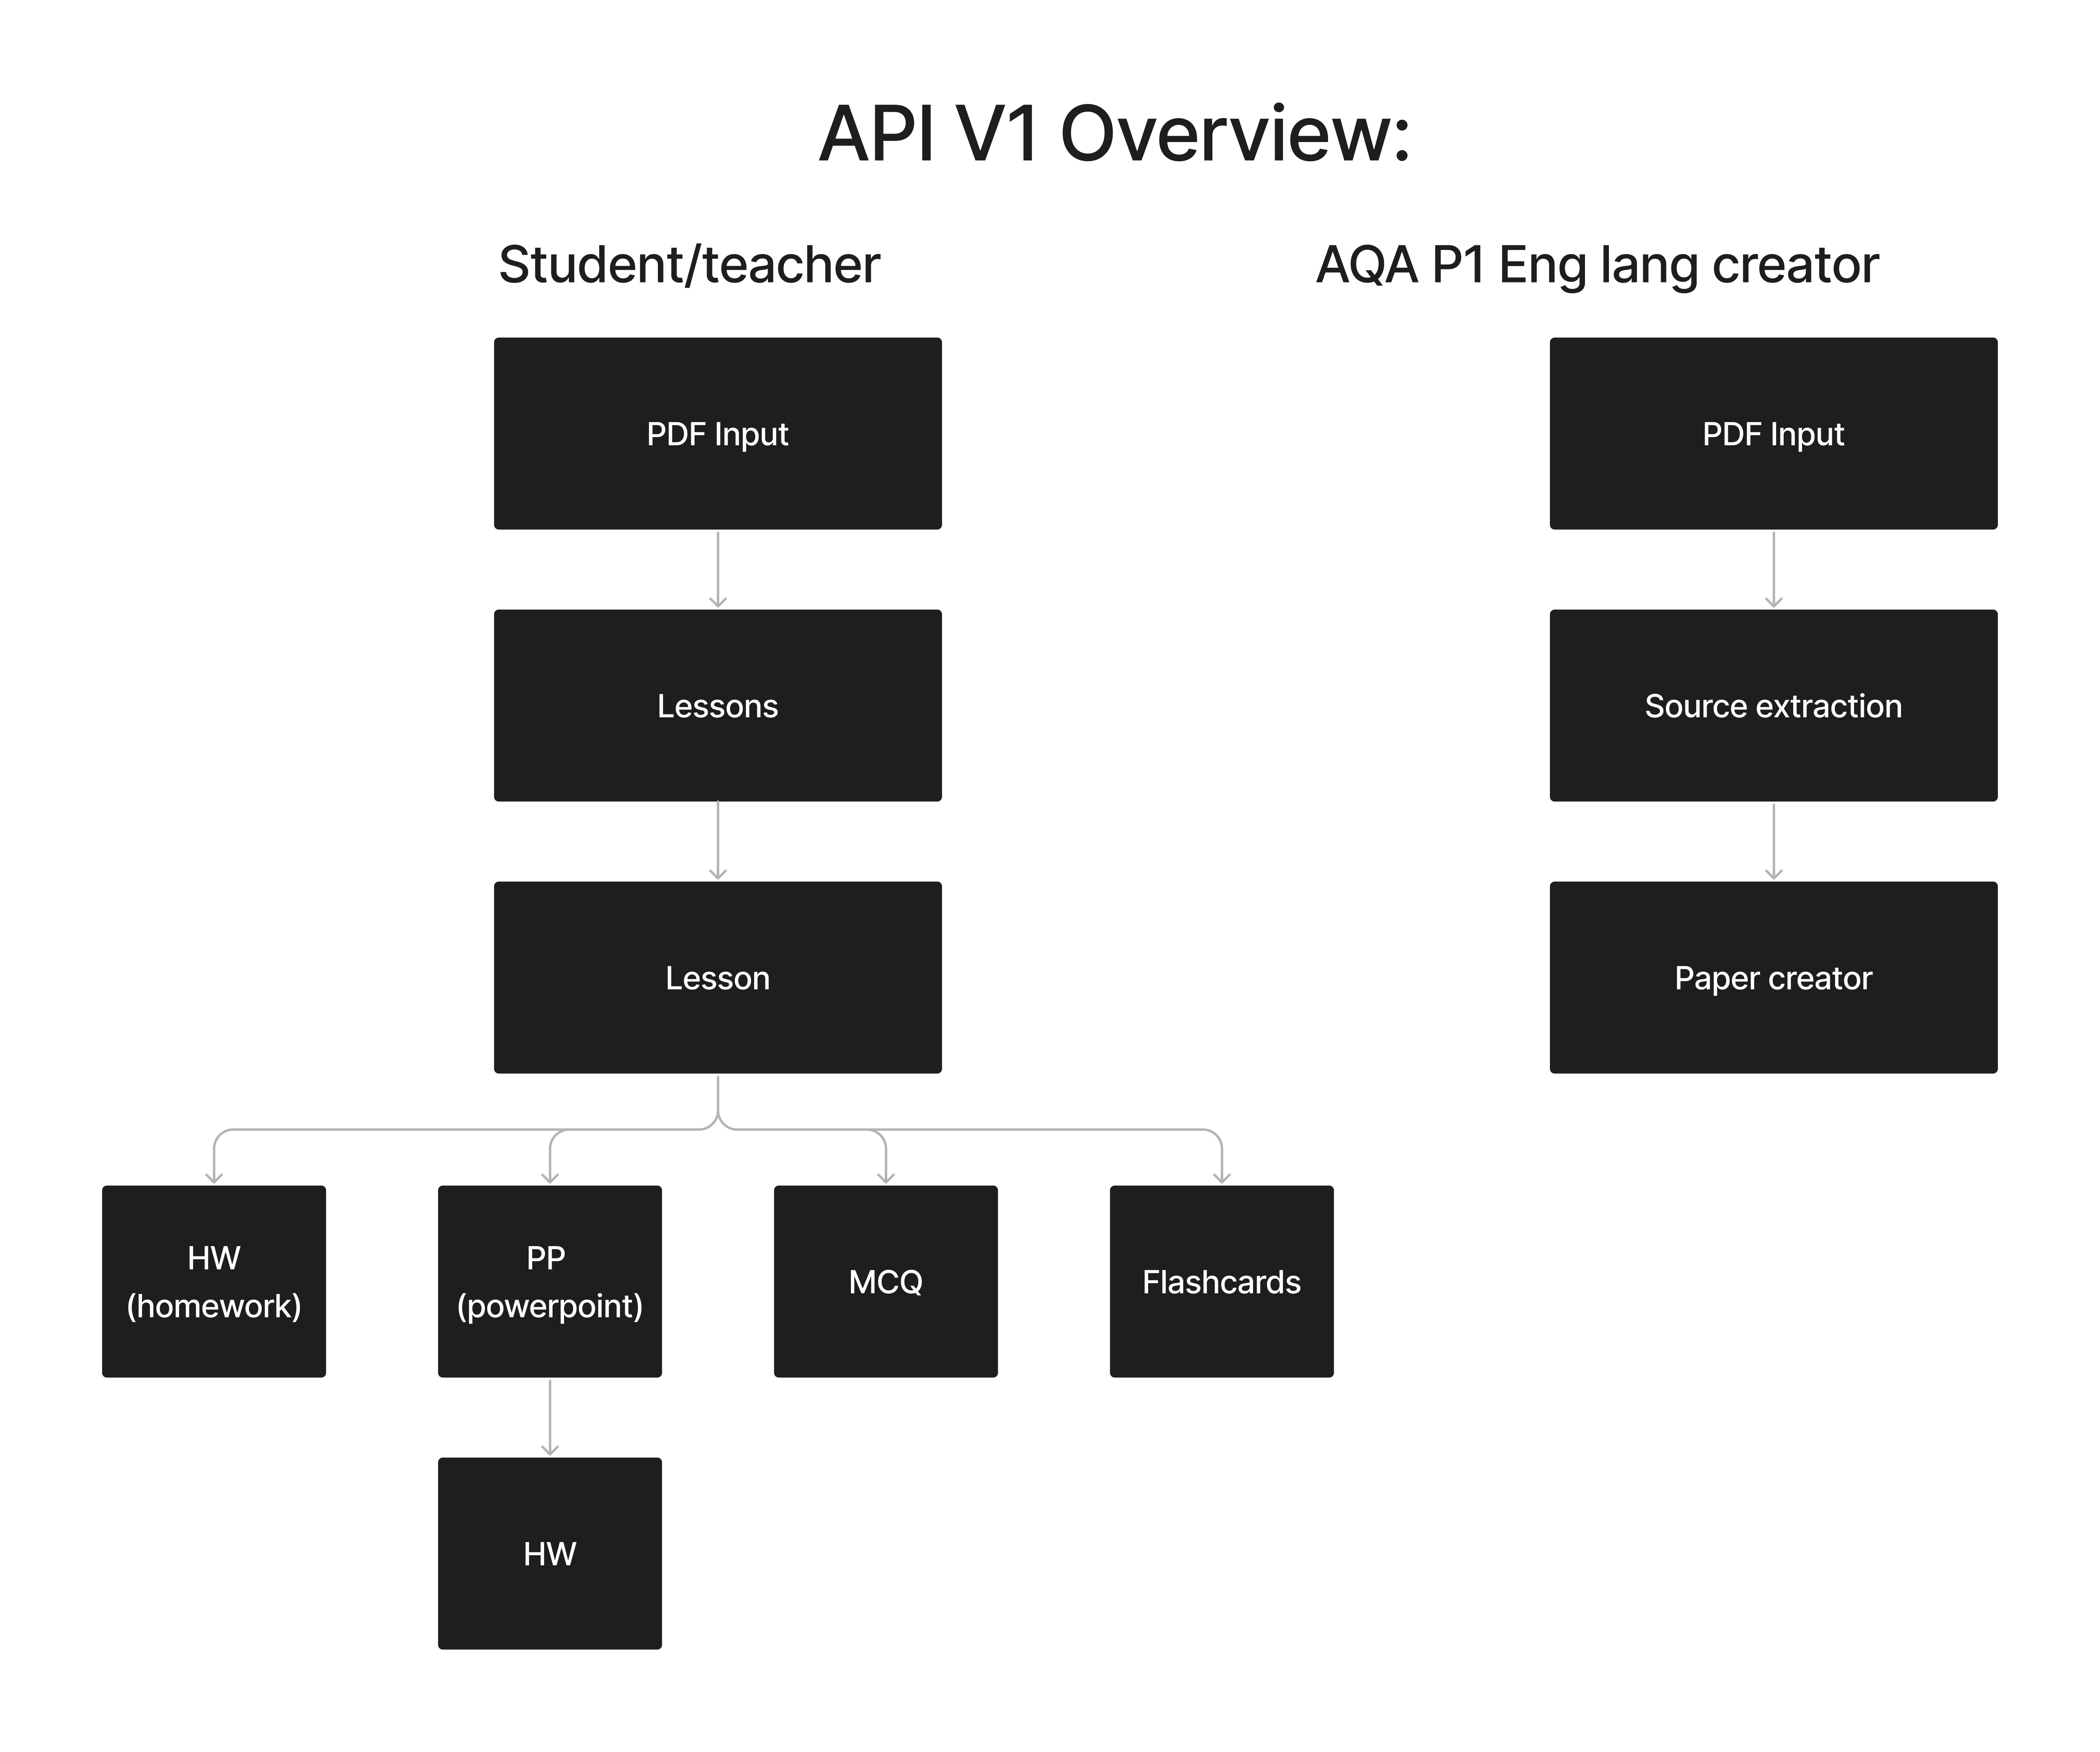 API V1 Overview:
Student/teacher
AQA P1 Eng lang creator
PDF Input
PDF Input
Lessons
Source extraction
Lesson
Paper creator
HW
(homework)
PP
(powerpoint)
MCQ
Flashcards
HW